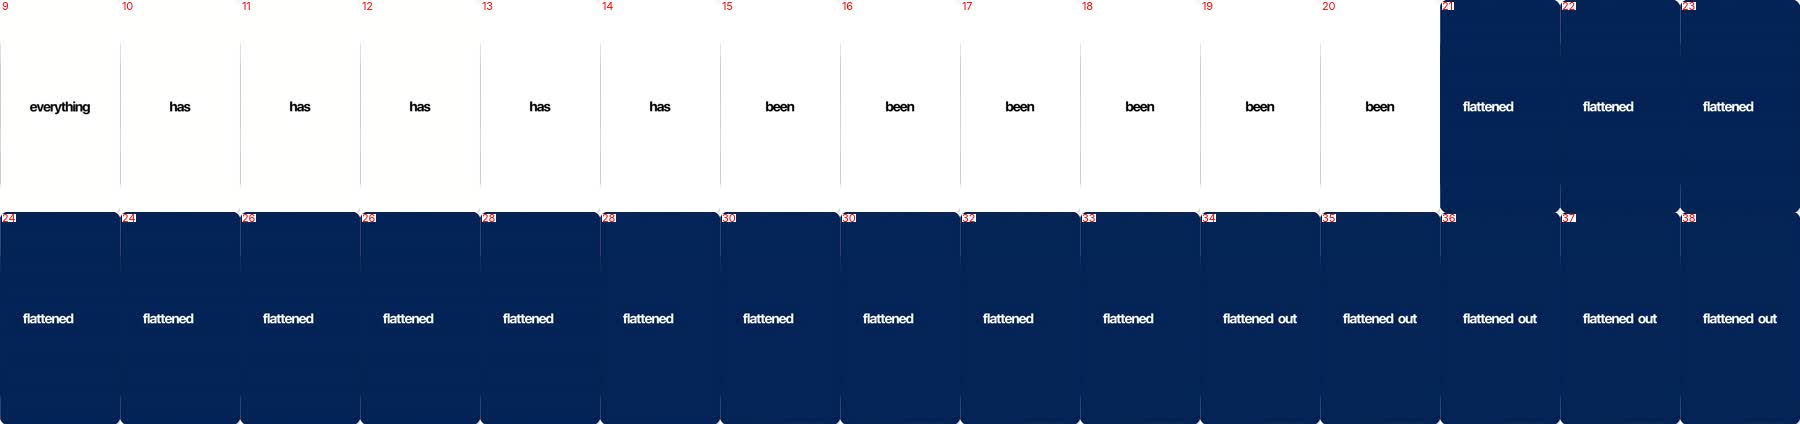 9 10 11 12 13 14 15 16 17 18 19 20 21 22 23
everything has has has has has been been been been been been flattened flattened flattened
24 24 26 26 28 28 30 30 32 33 34 35 36 37 38
flattened flattened flattened flattened flattened flattened flattened flattened flattened flattened flattened out flattened out flattened out flattened out flattened out